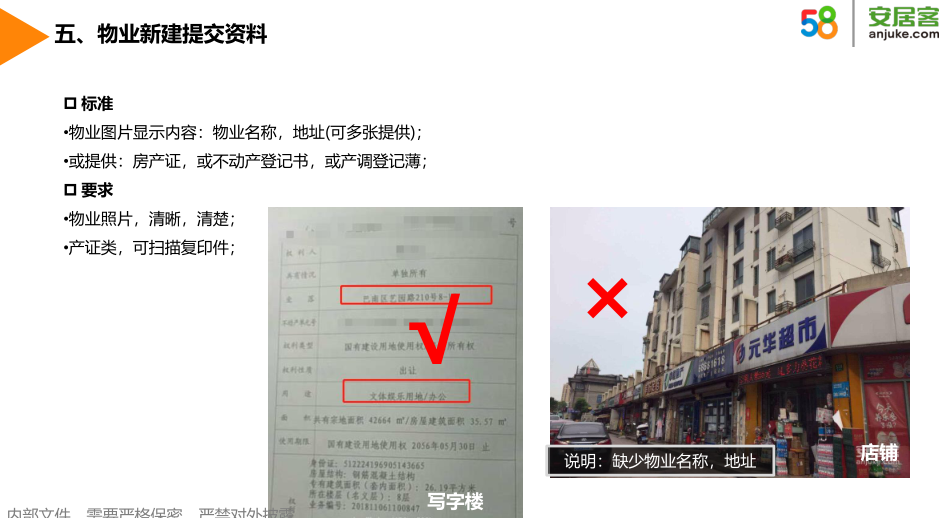 五、物业新建提交资料
58
安居客
anjuke.com
标准
•物业图片显示内容：物业名称，地址(可多张提供)；
•或提供：房产证，或不动产登记书，或产调登记薄；
要求
•物业照片，清晰，清楚；
•产证类，可扫描复印件；
号
权利人
共有情况
单独所有
坐落
巴南区艺园路210号8-
不动产单元号
权利类型
国有建设用地使用权
所有权
权利性质
出让
用途
文体娱乐用地/办公
面积
共有宗地面积 42664 ㎡/房屋建筑面积 35.57 ㎡
使用期限
国有建设用地使用权 2056年05月30日 止
房屋结构：钢筋混凝土结构
专有建筑面积（套内面积）：26.19平方米
所在楼层（名义层）：8层
业务编号：201811061100847
权
√
写字楼
×
元华超市
说明：缺少物业名称，地址
店铺
内部文件，需要严格保密，严禁对外披露